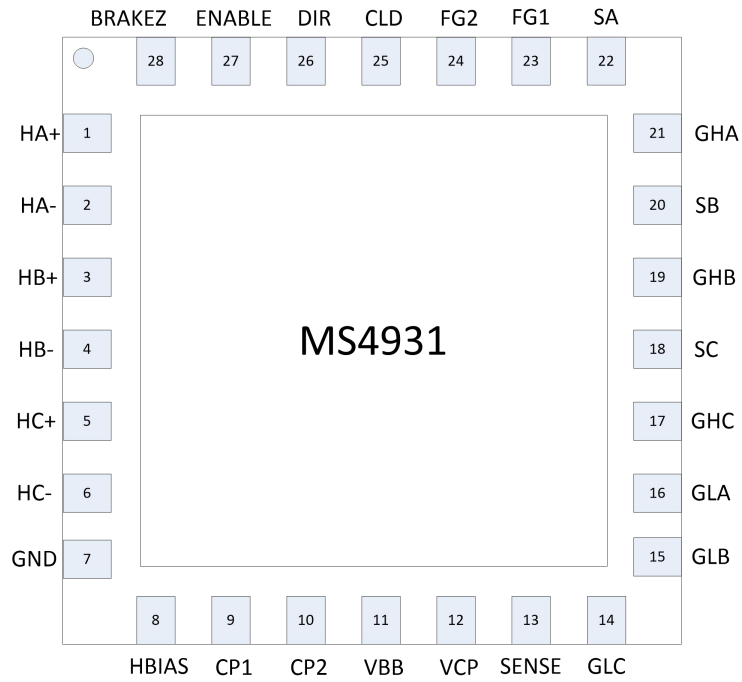 BRAKEZ ENABLE DIR CLD FG2 FG1 SA
28 27 26 25 24 23 22
HA+ 1 21 GHA
HA- 2 20 SB
HB+ 3 19 GHB
HB- 4 MS4931 18 SC
HC+ 5 17 GHC
HC- 6 16 GLA
GND 7 15 GLB
8 9 10 11 12 13 14
HBIAS CP1 CP2 VBB VCP SENSE GLC